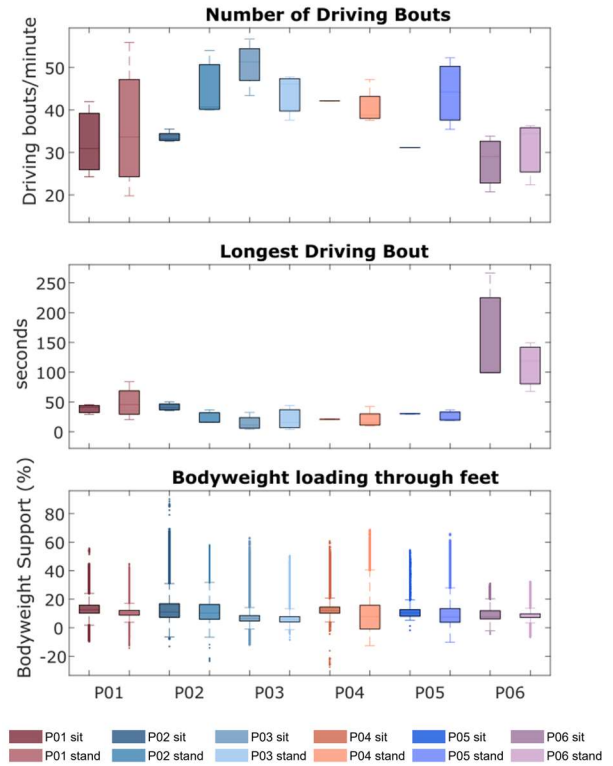 Number of Driving Bouts
Driving bouts/minute
50
40
30
20
Longest Driving Bout
seconds
250
200
150
100
50
0
Bodyweight loading through feet
Bodyweight Support (%)
80
60
40
20
0
-20
P01 P02 P03 P04 P05 P06
P01 sit P02 sit P03 sit P04 sit P05 sit P06 sit
P01 stand P02 stand P03 stand P04 stand P05 stand P06 stand